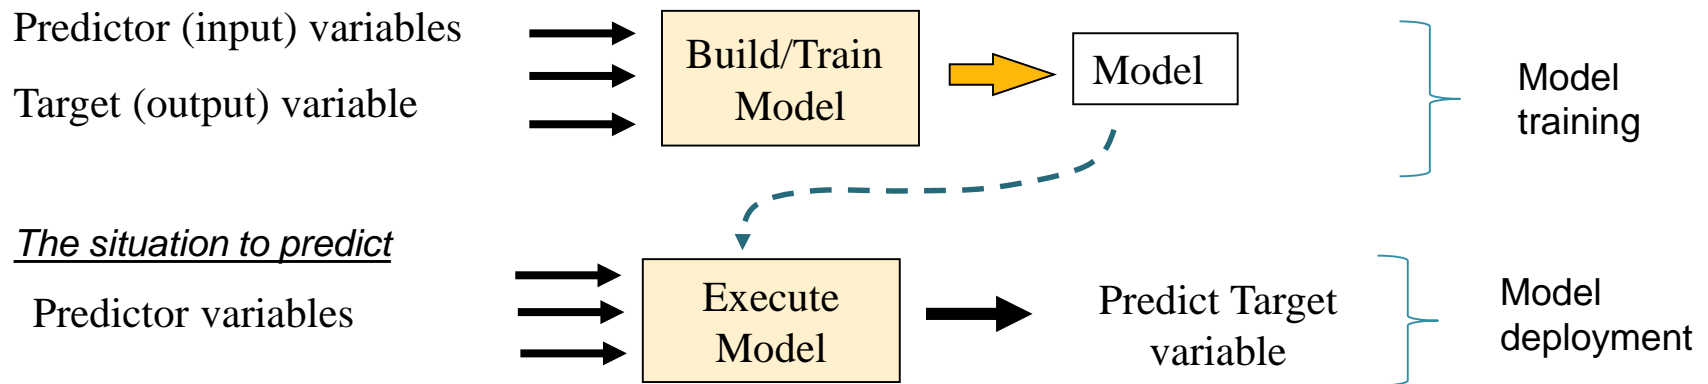 Predictor (input) variables
Target (output) variable
Build/Train
Model
Model
Model
training
The situation to predict
Predictor variables
Execute
Model
Predict Target
variable
Model
deployment